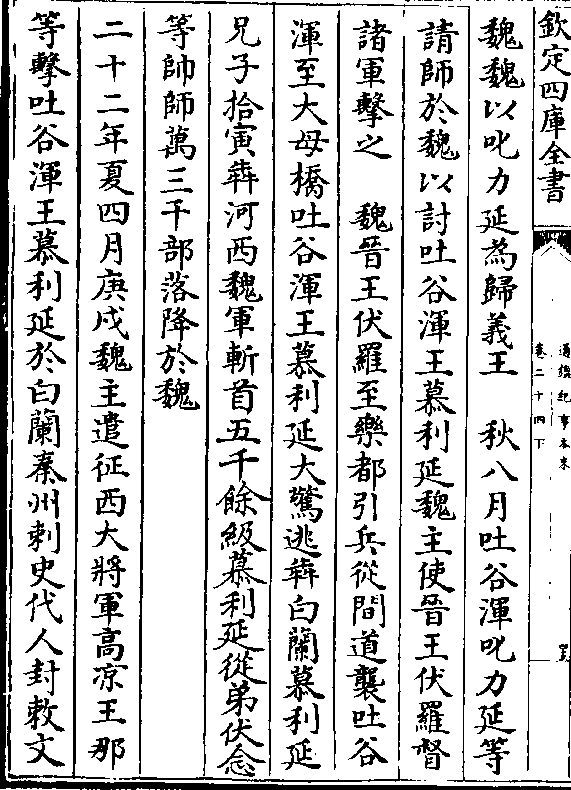 欽定四庫全書
通鑑紀事本末
卷二十四下
魏魏以叱力延為歸義王　秋八月吐谷渾叱力延等
請師於魏以討吐谷渾王慕利延魏主使晉王伏羅督
諸軍擊之　魏晉王伏羅至樂都引兵從間道襲吐谷
渾至大母橋吐谷渾王慕利延大驚逃犇白蘭慕利延
兄子拾寅犇河西魏軍斬首五千餘級慕利延從弟伏念
等帥師萬三千部落降於魏
二十二年夏四月庚戌魏主遣征西大將軍高凉王那
等擊吐谷渾王慕利延於白蘭秦州刺史代人封敕文